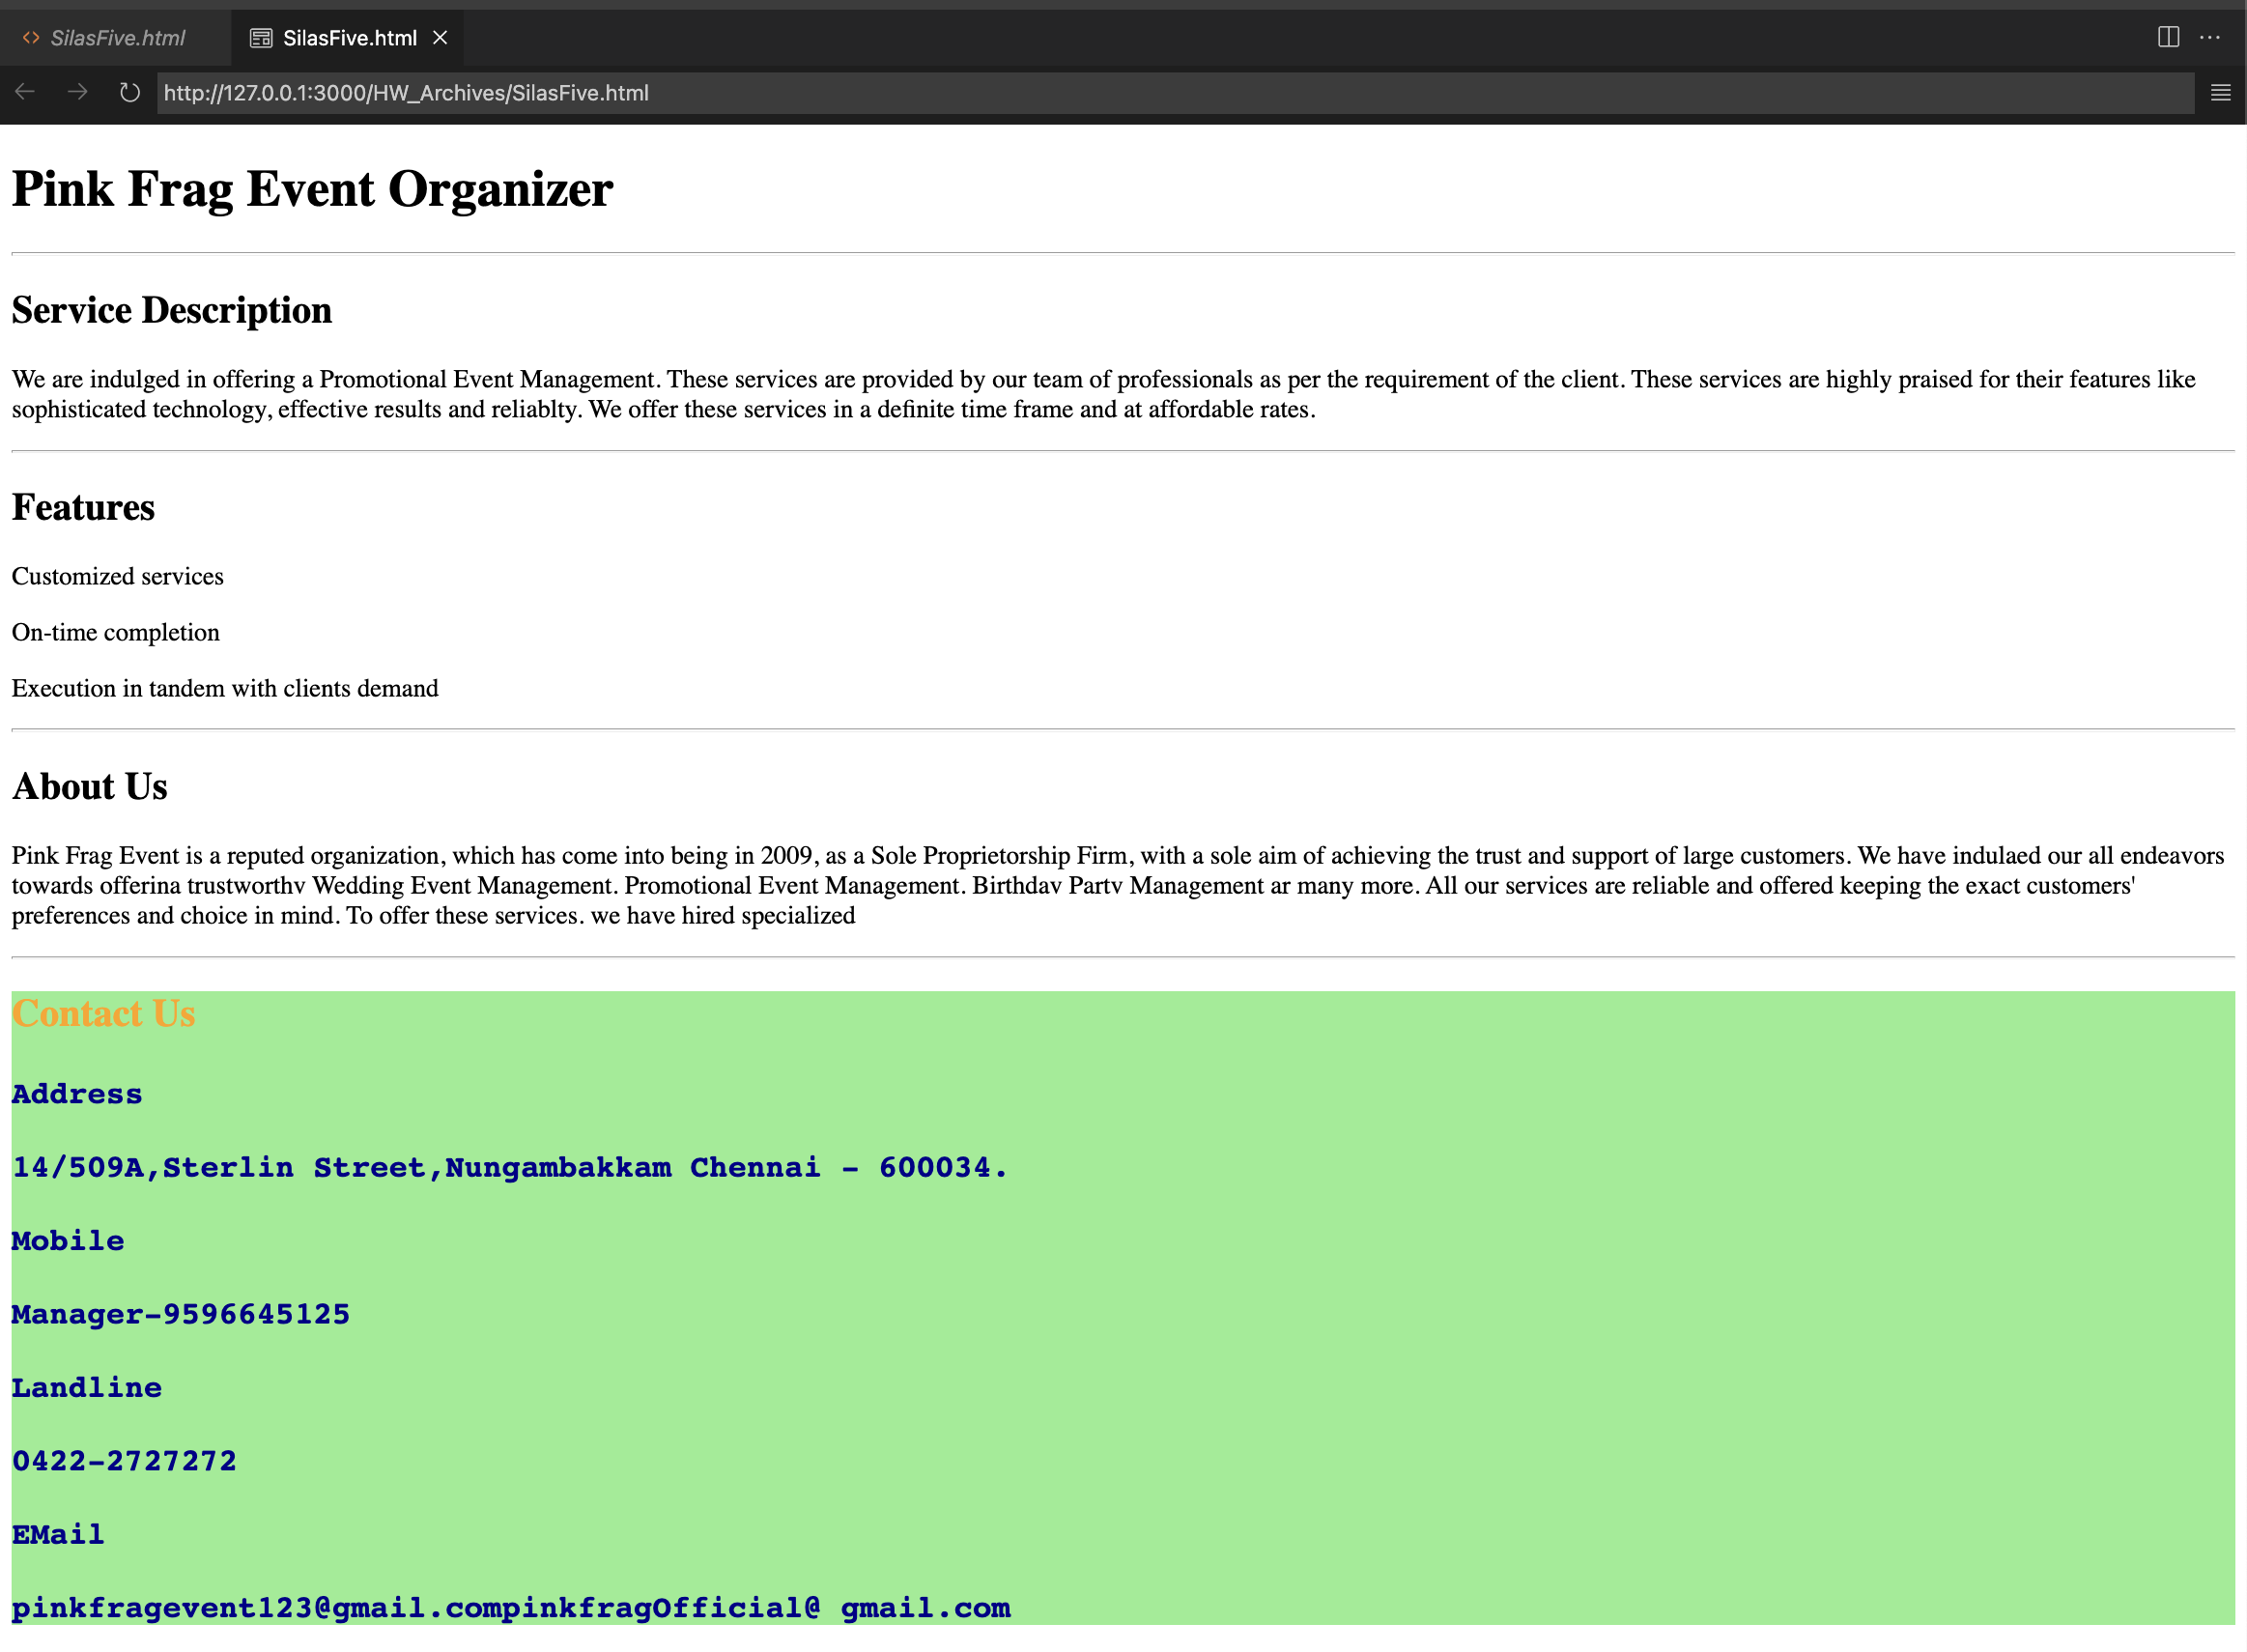 SilasFive.html
SilasFive.html
http://127.0.0.1:3000/HW_Archives/SilasFive.html
Pink Frag Event Organizer
Service Description
We are indulged in offering a Promotional Event Management. These services are provided by our team of professionals as per the requirement of the client. These services are highly praised for their features like
sophisticated technology, effective results and reliablty. We offer these services in a definite time frame and at affordable rates.
Features
Customized services
On-time completion
Execution in tandem with clients demand
About Us
Pink Frag Event is a reputed organization, which has come into being in 2009, as a Sole Proprietorship Firm, with a sole aim of achieving the trust and support of large customers. We have indulaed our all endeavors
towards offerina trustworthv Wedding Event Management. Promotional Event Management. Birthdav Partv Management ar many more. All our services are reliable and offered keeping the exact customers'
preferences and choice in mind. To offer these services. we have hired specialized
Contact Us
Address
14/509A,Sterlin Street,Nungambakkam Chennai - 600034.
Mobile
Manager-9596645125
Landline
0422-2727272
EMail
pinkfragevent123@gmail.compinkfragOfficial@ gmail.com